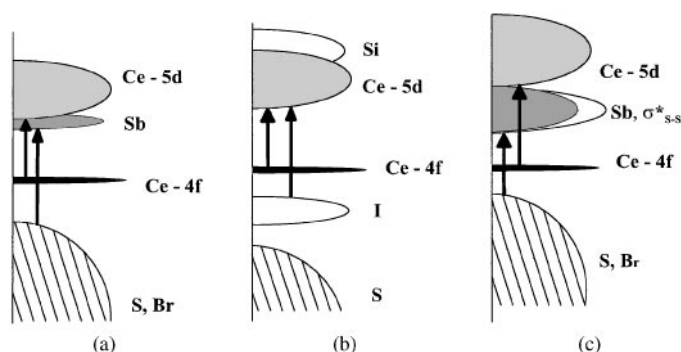 Ce - 5d
Sb
Ce - 4f
S, Br
(a)
Si
Ce - 5d
Ce - 4f
I
S
(b)
Ce - 5d
Sb, σ*s-s
Ce - 4f
S, Br
(c)